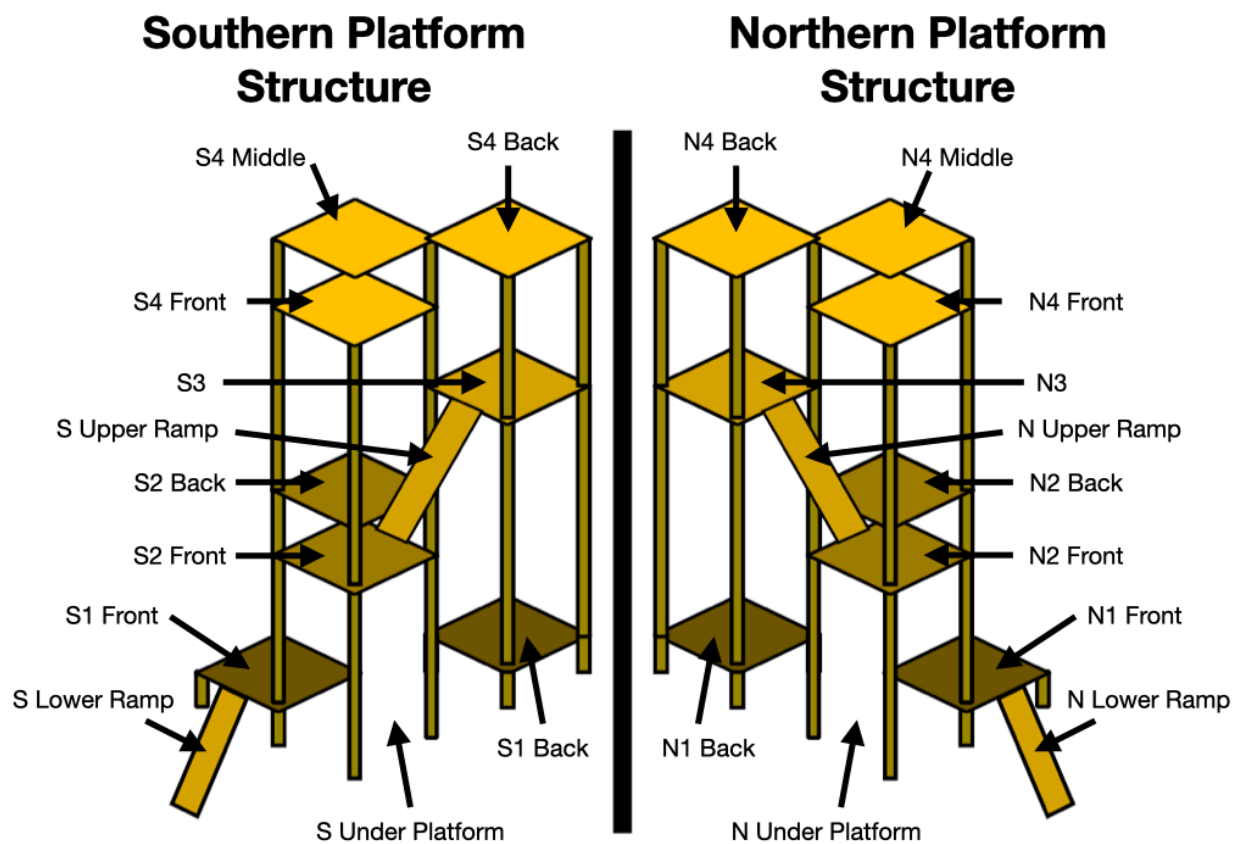 Southern Platform
Structure
S4 Middle
S4 Back
S4 Front
S3
S Upper Ramp
S2 Back
S2 Front
S1 Front
S Lower Ramp
S1 Back
S Under Platform
Northern Platform
Structure
N4 Back
N4 Middle
N4 Front
N3
N Upper Ramp
N2 Back
N2 Front
N1 Front
N Lower Ramp
N1 Back
N Under Platform